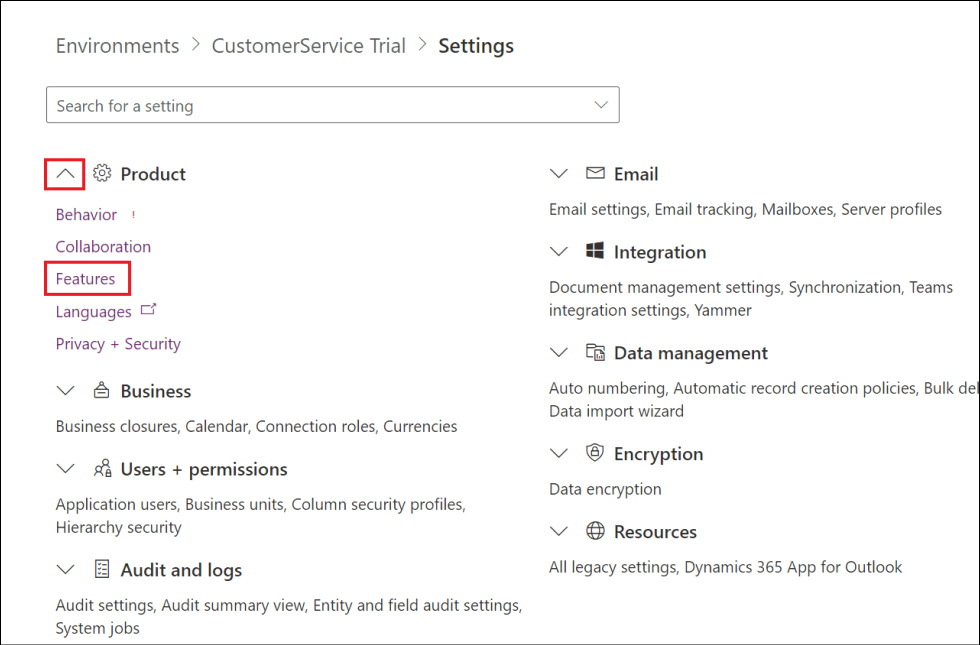 Environments > CustomerService Trial > Settings
Search for a setting
Product
Behavior !
Collaboration
Features
Languages
Privacy + Security
Business
Business closures, Calendar, Connection roles, Currencies
Users + permissions
Application users, Business units, Column security profiles,
Hierarchy security
Audit and logs
Audit settings, Audit summary view, Entity and field audit settings,
System jobs
Email
Email settings, Email tracking, Mailboxes, Server profiles
Integration
Document management settings, Synchronization, Teams
integration settings, Yammer
Data management
Auto numbering, Automatic record creation policies, Bulk del
Data import wizard
Encryption
Data encryption
Resources
All legacy settings, Dynamics 365 App for Outlook